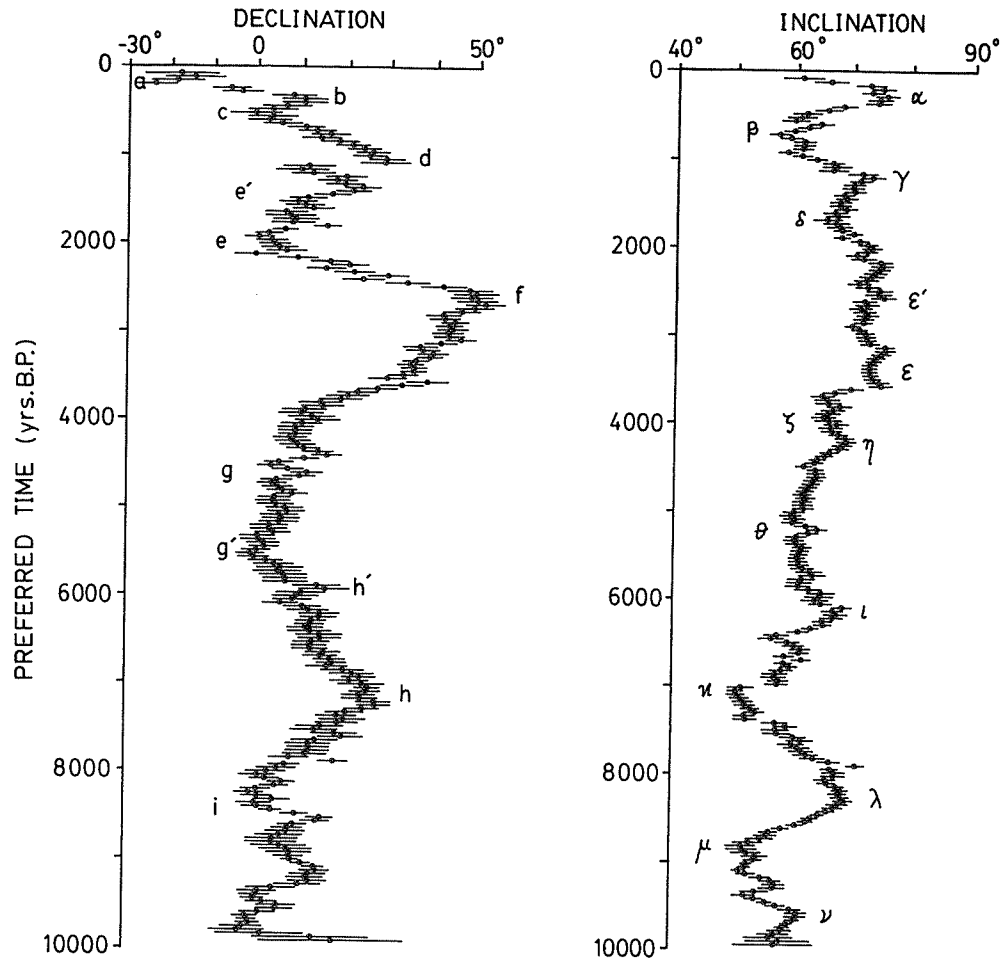 DECLINATION
-30° 0 50°
0
2000
4000
6000
8000
10000
PREFERRED TIME (yrs. B.P.)
a
b
c
d
e′
e
f
g
g′
h′
h
i
INCLINATION
40° 60° 90°
0
2000
4000
6000
8000
10000
α
β
γ
δ
ε′
ε
ζ
η
θ
ι
κ
λ
μ
ν